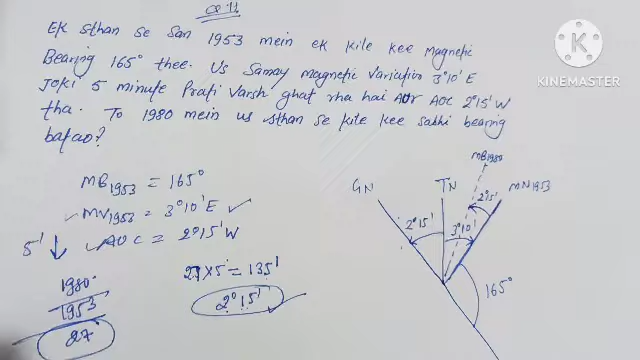 Q.11
Ek sthan se San 1953 mein ek kile kee Magnetic
Bearing 165° thee. Us Samay magnetic Variation 3°10' E
Joki 5 minute Prati Varsh ghat rha hai Aur AOC 2°15' W
tha. To 1980 mein us sthan se kile kee sabhi bearing
batao?
KINEMASTER
MB1953 = 165°
MV1953 = 3°10' E
5' AOC = 2°15' W
1980
1953
27
27 x 5 = 135'
2° 15'
GN
TN
MB1980
MN1953
2°15'
3°10'
2°15'
165°